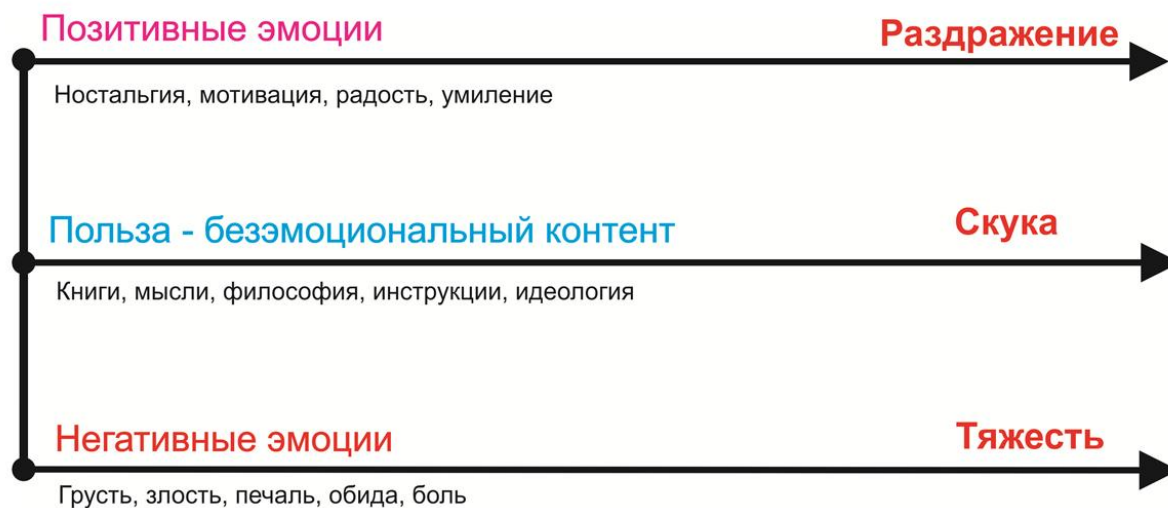 Позитивные эмоции
Раздражение
Ностальгия, мотивация, радость, умиление
Польза - безэмоциональный контент
Скука
Книги, мысли, философия, инструкции, идеология
Негативные эмоции
Тяжесть
Грусть, злость, печаль, обида, боль